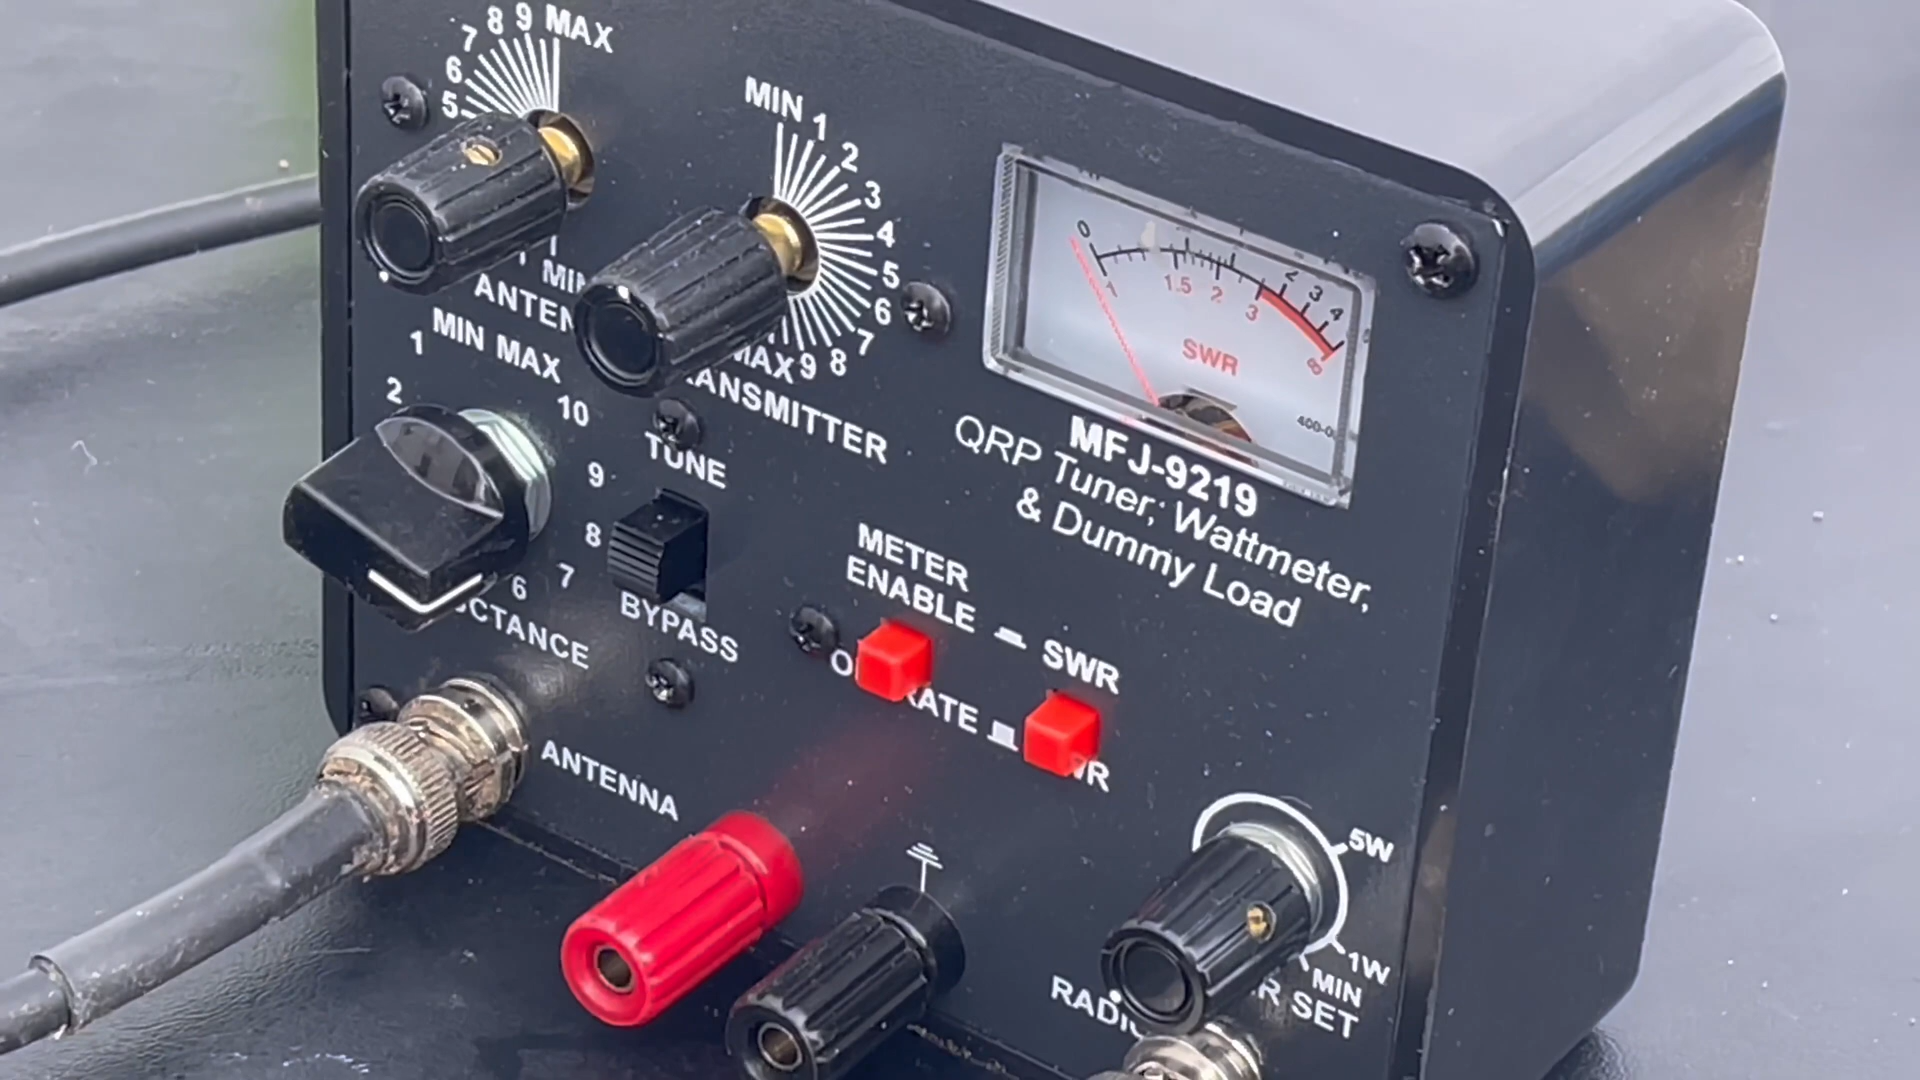 5
6
7
8
9
MAX
MIN
1
2
3
4
5
6
7
8
9
MAX
0
2
3
4
1
1.5
2
3
∞
SWR
MFJ-9219
QRP Tuner, Wattmeter,
& Dummy Load
MIN MAX
1
2
6
7
8
9
10
TUNE
BYPASS
METER
ENABLE
SWR
ANTENNA
5W
1W
MIN
SET